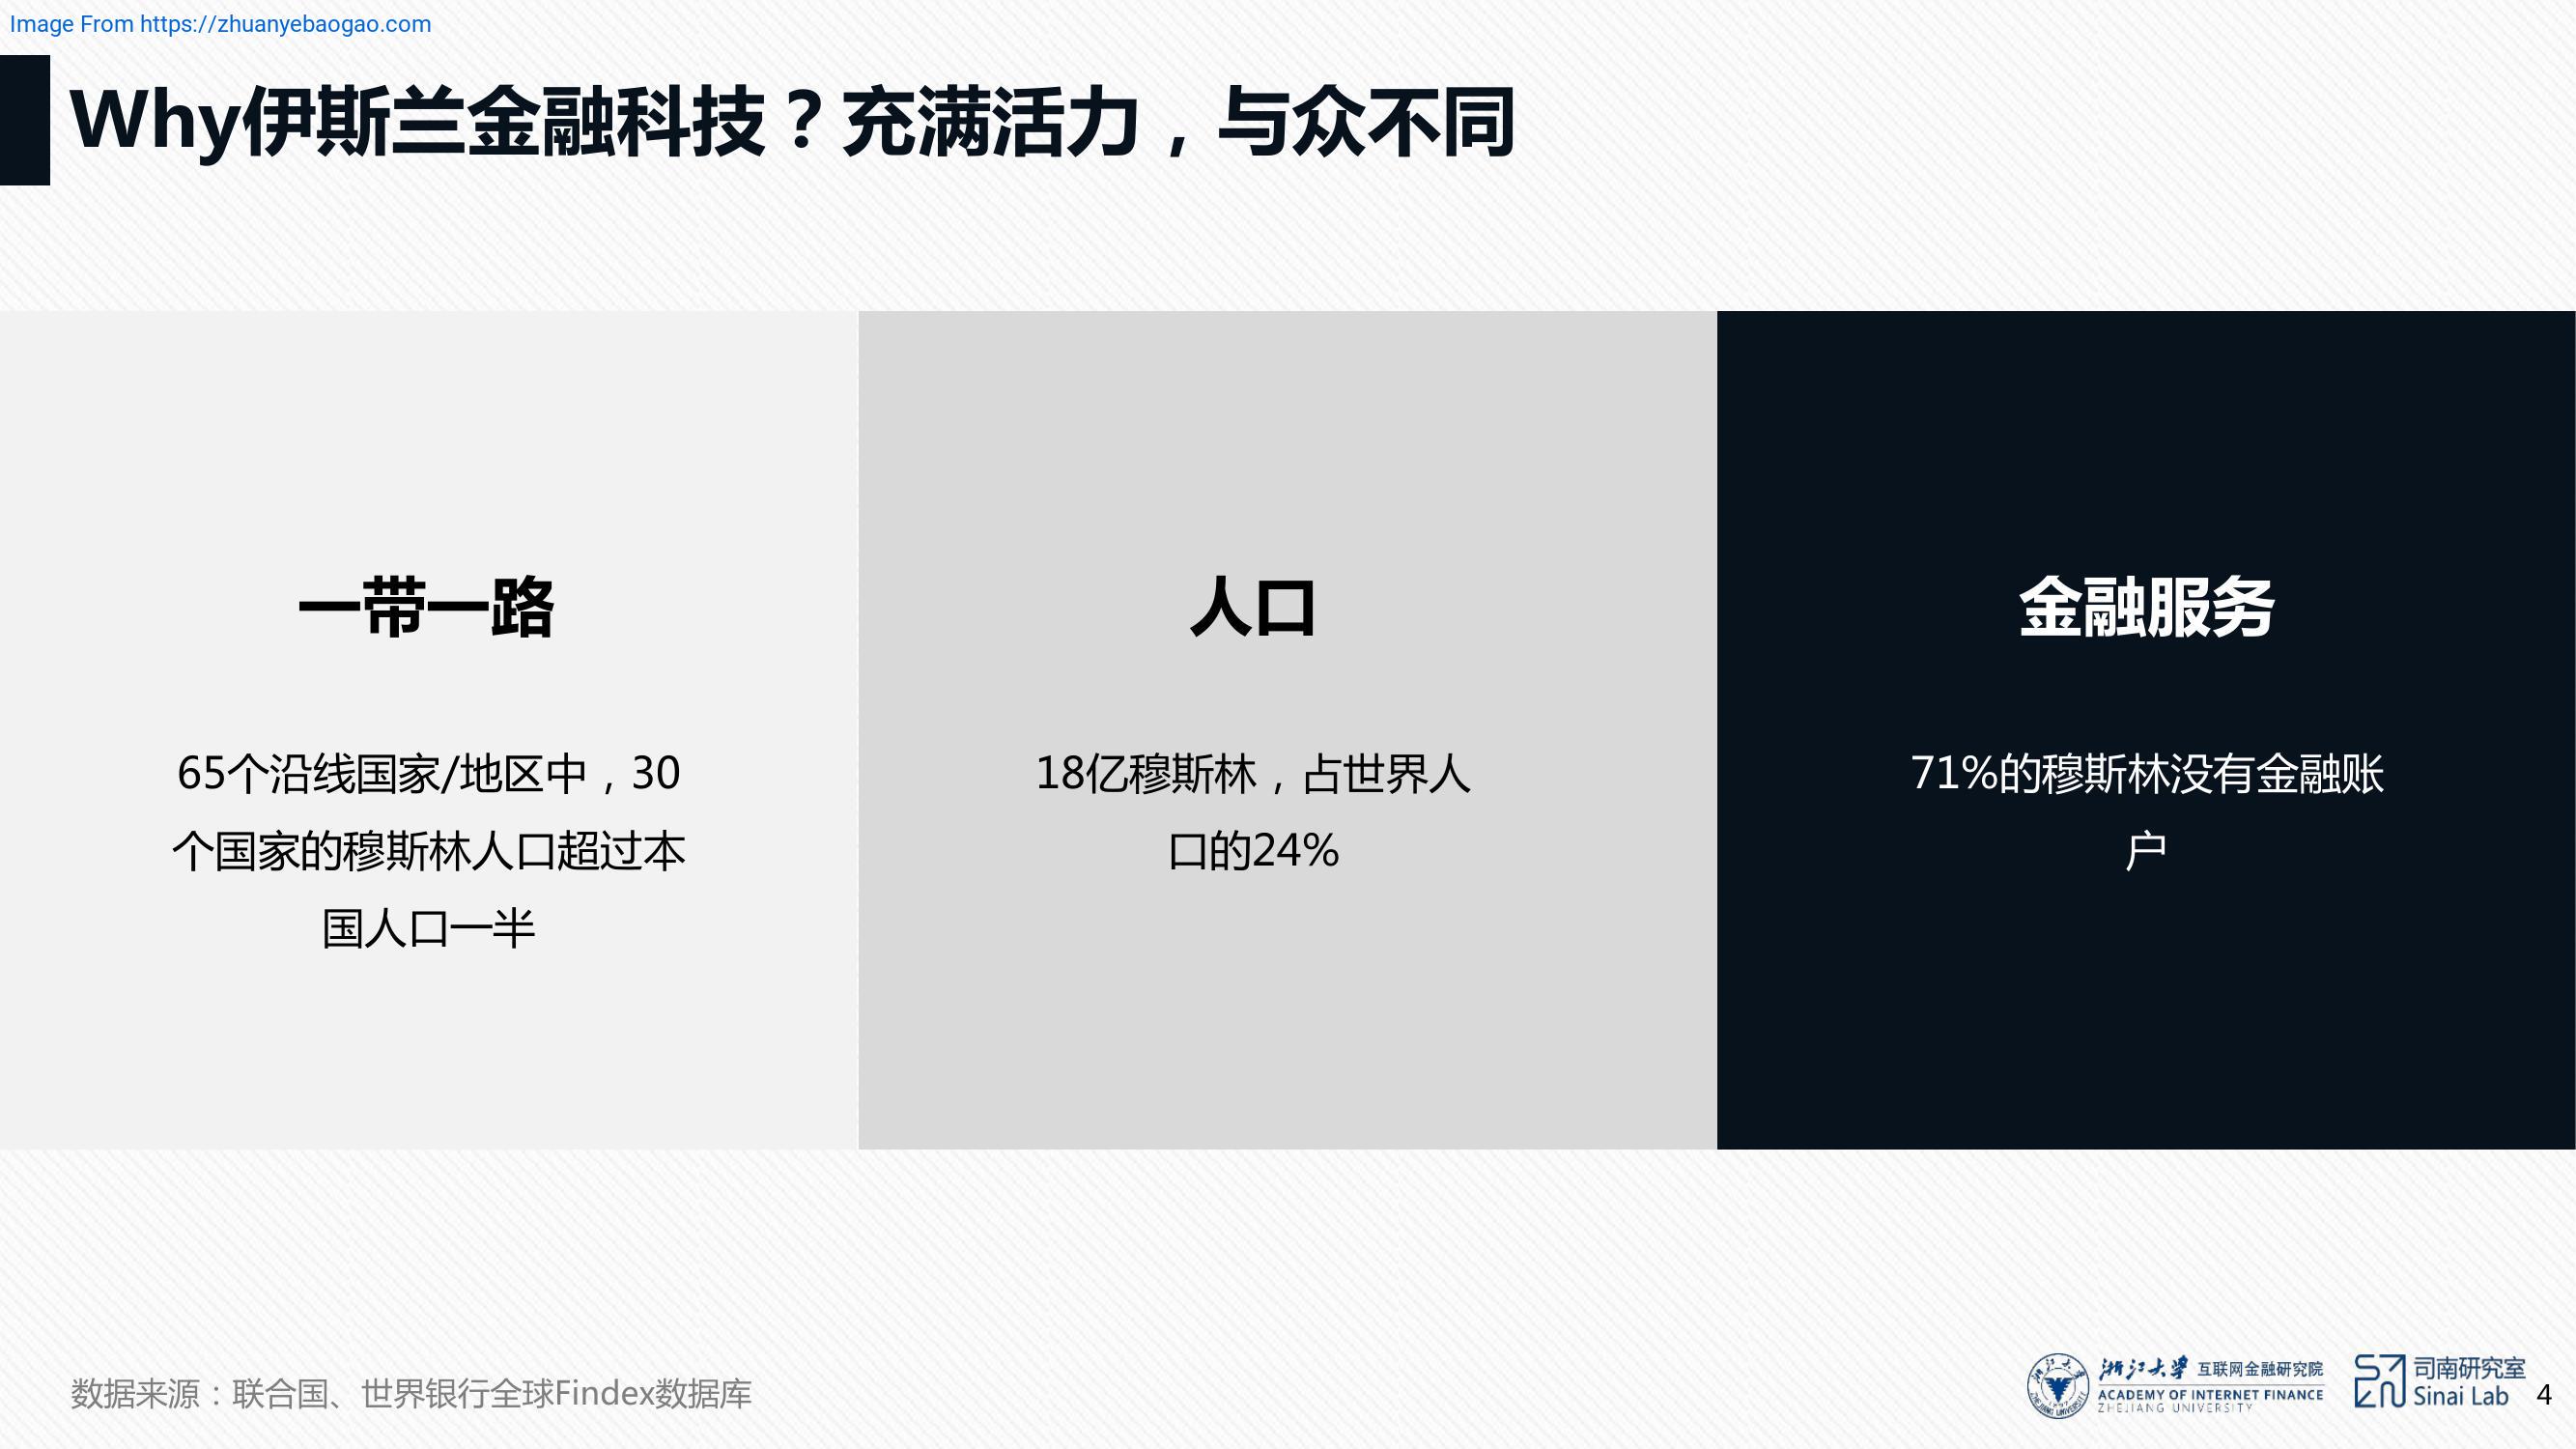 Image From https://zhuanyebaogao.com
Why伊斯兰金融科技？充满活力，与众不同
一带一路
65个沿线国家/地区中，30
个国家的穆斯林人口超过本
国人口一半
人口
18亿穆斯林，占世界人
口的24%
金融服务
71%的穆斯林没有金融账
户
数据来源：联合国、世界银行全球Findex数据库
浙江大学 互联网金融研究院
ACADEMY OF INTERNET FINANCE
ZHEJIANG UNIVERSITY
司南研究室
Sinai Lab
4